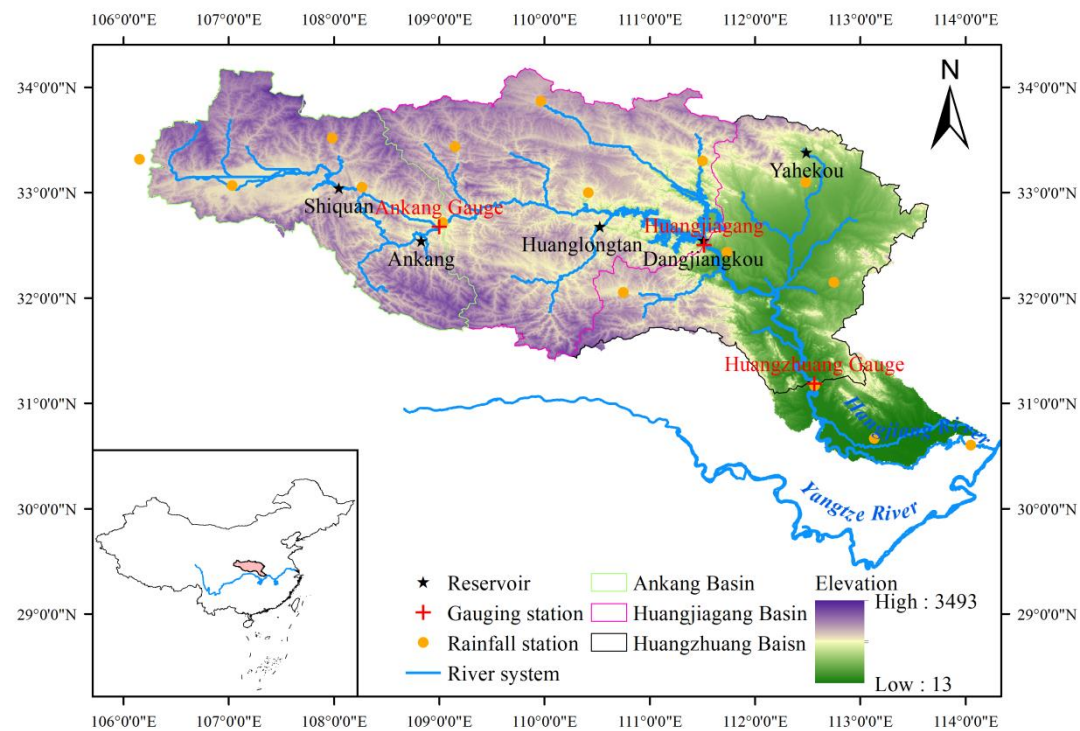 106°0'0"E 107°0'0"E 108°0'0"E 109°0'0"E 110°0'0"E 111°0'0"E 112°0'0"E 113°0'0"E 114°0'0"E
34°0'0"N
34°0'0"N
N
Yahekou
33°0'0"N
33°0'0"N
Shiquan
Ankang Gauge
Ankang
Huanglongtan
Huangjiagang
Dangjiangkou
32°0'0"N
32°0'0"N
Huangzhuang Gauge
31°0'0"N
31°0'0"N
Hangjiang River
Yangtze River
30°0'0"N
30°0'0"N
Reservoir
Gauging station
Rainfall station
River system
Ankang Basin
Huangjiagang Basin
Huangzhuang Baisn
Elevation
High : 3493
Low : 13
29°0'0"N
29°0'0"N
106°0'0"E 107°0'0"E 108°0'0"E 109°0'0"E 110°0'0"E 111°0'0"E 112°0'0"E 113°0'0"E 114°0'0"E